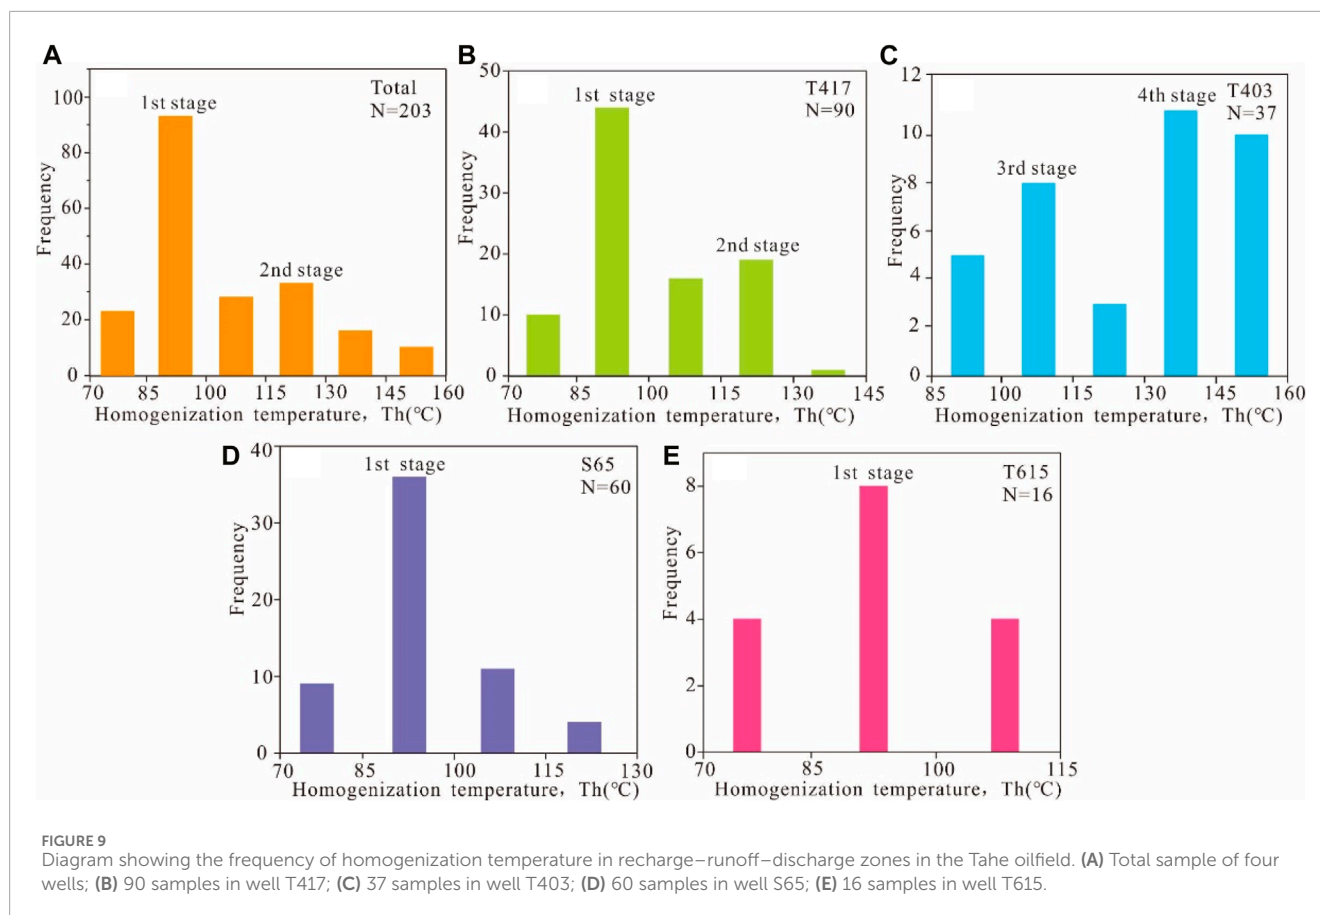 A
Total
N=203
1st stage
2nd stage
100
80
60
40
20
0
Frequency
70 85 100 115 130 145 160
Homogenization temperature, Th(℃)
B
T417
N=90
1st stage
2nd stage
50
40
30
20
10
0
Frequency
70 85 100 115 130 145
Homogenization temperature, Th(℃)
C
T403
N=37
4th stage
3rd stage
12
10
8
6
4
2
0
Frequency
85 100 115 130 145 160
Homogenization temperature, Th(℃)
D
S65
N=60
1st stage
40
30
20
10
0
Frequency
70 85 100 115 130
Homogenization temperature, Th(℃)
E
T615
N=16
1st stage
8
6
4
2
0
Frequency
70 85 100 115
Homogenization temperature, Th(℃)
FIGURE 9
Diagram showing the frequency of homogenization temperature in recharge–runoff–discharge zones in the Tahe oilfield. (A) Total sample of four
wells; (B) 90 samples in well T417; (C) 37 samples in well T403; (D) 60 samples in well S65; (E) 16 samples in well T615.